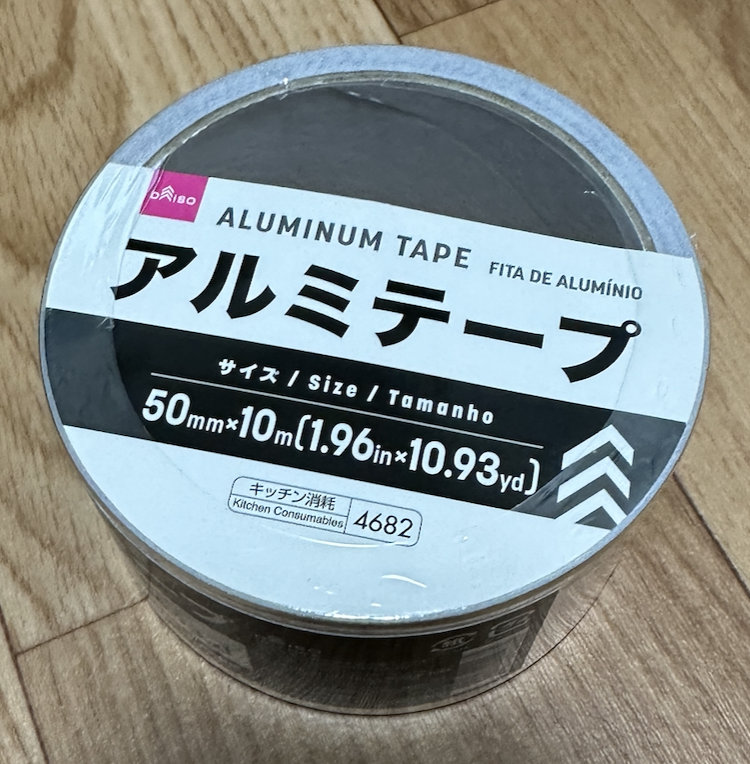 DAISO
ALUMINUM TAPE FITA DE ALUMÍNIO
アルミテープ
サイズ / Size / Tamanho
50mm×10m(1.96in×10.93yd)
キッチン消耗
Kitchen Consumables
4682